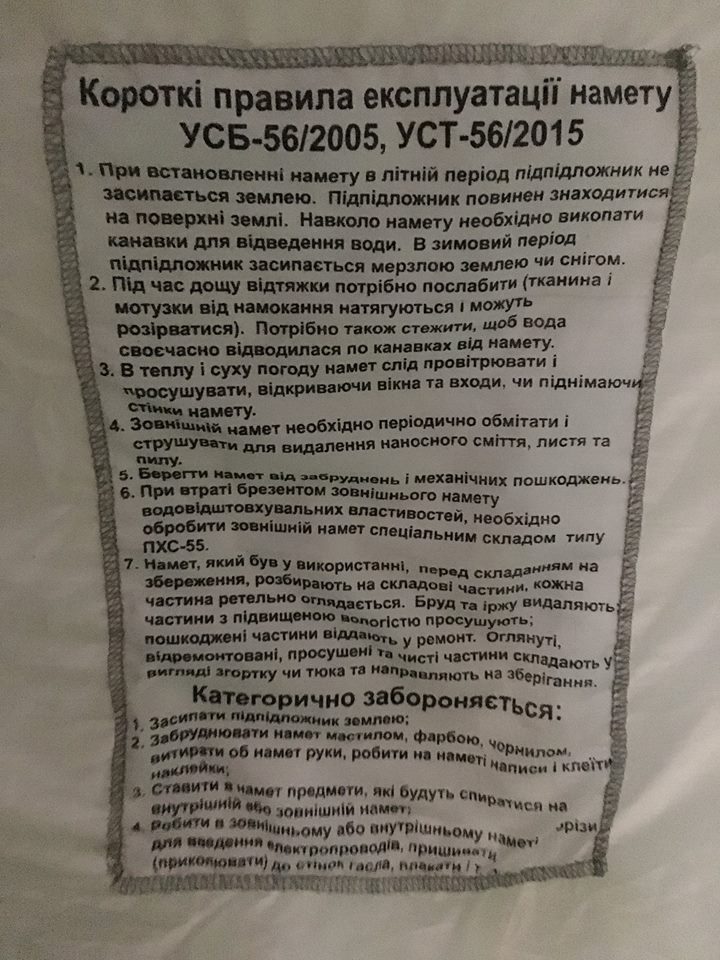 Короткі правила експлуатації намету
УСБ-56/2005, УСТ-56/2015
1. При встановленні намету в літній період підпідложник не
засипається землею. Підпідложник повинен знаходитися
на поверхні землі. Навколо намету необхідно викопати
канавки для відведення води. В зимовий період
підпідложник засипається мерзлою землею чи снігом.
2. Під час дощу відтяжки потрібно послабити (тканина і
мотузки від намокання натягуються і можуть
розірватися). Потрібно також стежити, щоб вода
своєчасно відводилася по канавках від намету.
3. В теплу і суху погоду намет слід провітрювати і
просушувати, відкриваючи вікна та входи, чи піднімаючи
стінки намету.
4. Зовнішній намет необхідно періодично обмітати і
струшувати для видалення наносного сміття, листя та
пилу.
5. Берегти намет від забруднень і механічних пошкоджень.
6. При втраті брезентом зовнішнього намету
водовідштовхувальних властивостей, необхідно
обробити зовнішній намет спеціальним складом типу
ПХС-55.
7. Намет, який був у використанні, перед складанням на
збереження, розбирають на складові частини, кожна
частина ретельно оглядається. Бруд та іржу видаляють;
частини з підвищеною вологістю просушують;
пошкоджені частини віддають у ремонт. Оглянуті,
відремонтовані, просушені та чисті частини складають у
вигляді згортку чи тюка та направляють на зберігання.
Категорично забороняється:
1. Засипати підпідложник землею;
2. Забруднювати намет мастилом, фарбою, чорнилом,
витирати об намет руки, робити на наметі написи і клеїти
наклейки;
3. Ставити в намет предмети, які будуть спиратися на
внутрішній або зовнішній намет;
4. Робити в зовнішньому або внутрішньому наметі
для введення електропроводів, пришивати
(приколювати) до стінок гасла, плакати і